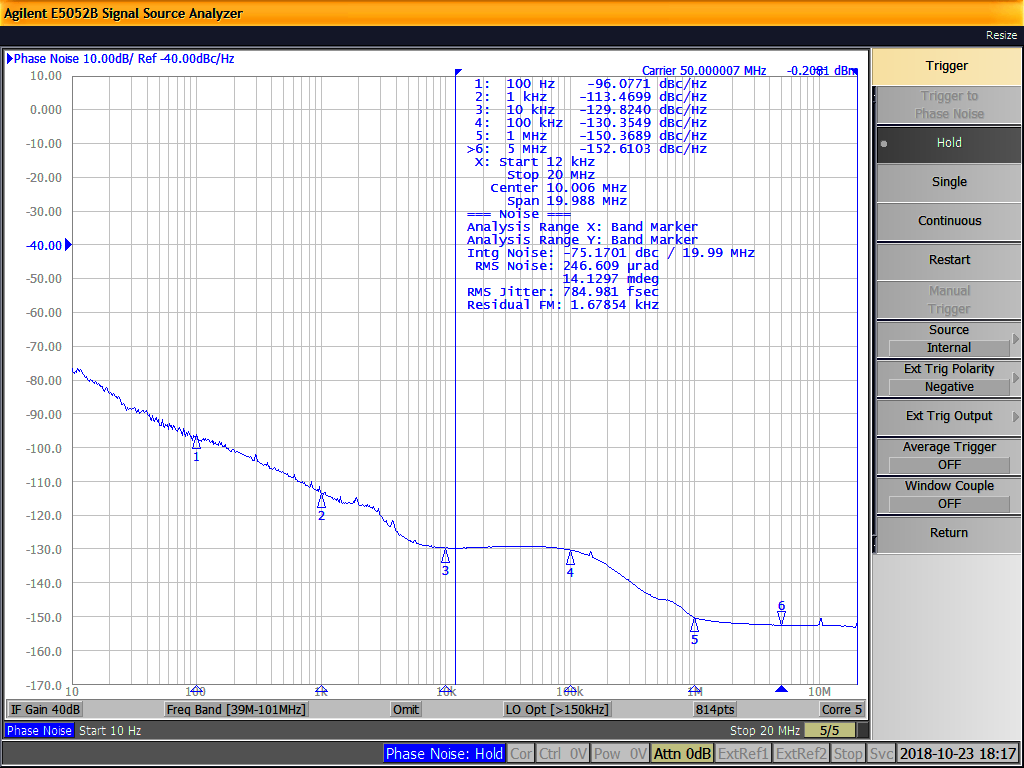 Agilent E5052B Signal Source Analyzer
Resize
Phase Noise 10.00dB/ Ref -40.00dBc/Hz
Carrier 50.000007 MHz -0.2081 dBm
1: 100 Hz -96.0771 dBc/Hz
2: 1 kHz -113.4699 dBc/Hz
3: 10 kHz -129.8240 dBc/Hz
4: 100 kHz -130.3549 dBc/Hz
5: 1 MHz -150.3689 dBc/Hz
>6: 5 MHz -152.6103 dBc/Hz
X: Start 12 kHz
Stop 20 MHz
Center 10.006 MHz
Span 19.988 MHz
=== Noise ===
Analysis Range X: Band Marker
Analysis Range Y: Band Marker
Intg Noise: -75.1701 dBc / 19.99 MHz
RMS Noise: 246.609 µrad
14.1297 mdeg
RMS Jitter: 784.981 fsec
Residual FM: 1.67854 kHz
10.00
0.000
-10.00
-20.00
-30.00
-40.00
-50.00
-60.00
-70.00
-80.00
-90.00
-100.0
-110.0
-120.0
-130.0
-140.0
-150.0
-160.0
-170.0
1
2
3
4
5
6
10
100
1k
10k
100k
1M
10M
IF Gain 40dB
Freq Band [39M-101MHz]
Omit
LO Opt [>150kHz]
814pts
Corre 5
Phase Noise Start 10 Hz
Stop 20 MHz
5/5
Trigger
Trigger to
Phase Noise
Hold
Single
Continuous
Restart
Manual
Trigger
Source
Internal
Ext Trig Polarity
Negative
Ext Trig Output
Average Trigger
OFF
Window Couple
OFF
Return
Phase Noise: Hold
Cor
Ctrl 0V
Pow 0V
Attn 0dB
ExtRef1
ExtRef2
Stop
Svc
2018-10-23 18:17